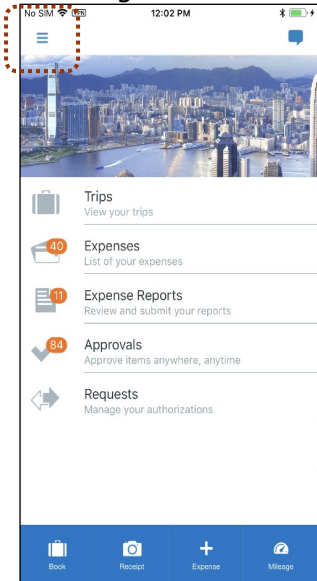 No SIM VPN 12:02 PM
Trips
View your trips
40
Expenses
List of your expenses
11
Expense Reports
Review and submit your reports
84
Approvals
Approve items anywhere, anytime
Requests
Manage your authorizations
Book Receipt Expense Mileage